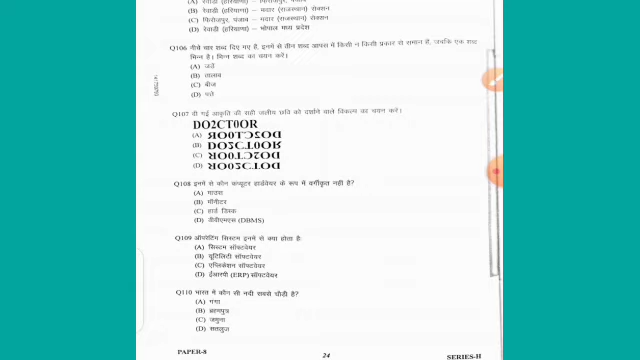 (A) रेवाड़ी (हरियाणा) – फिरोजपुर, पंजाब
(B) रेवाड़ी (हरियाणा) – मदार (राजस्थान) सेक्शन
(C) फिरोजपुर, पंजाब – मदार (राजस्थान) सेक्शन
(D) रेवाड़ी (हरियाणा) – भोपाल मध्य प्रदेश
Q106 नीचे चार शब्द दिए गए हैं, इनमें से तीन शब्द आपस में किसी न किसी प्रकार से समान हैं, जबकि एक शब्द
भिन्न है। भिन्न शब्द का चयन करें।
(A) जड़ें
(B) तालाब
(C) बीज
(D) पत्ते
Q107 दी गई आकृति की सही जलीय छवि को दर्शाने वाले विकल्प का चयन करें।
DO2CT0OR
(A)
(B)
(C)
(D)
Q108 इनमें से कौन कंप्यूटर हार्डवेयर के रूप में वर्गीकृत नहीं है?
(A) माउस
(B) मॉनीटर
(C) हार्ड डिस्क
(D) डीबीएमएस (DBMS)
Q109 ऑपरेटिंग सिस्टम इनमें से क्या होता है:
(A) सिस्टम सॉफ्टवेयर
(B) यूटिलिटी सॉफ्टवेयर
(C) एप्लिकेशन सॉफ्टवेयर
(D) ईआरपी (ERP) सॉफ्टवेयर
Q110 भारत में कौन सी नदी सबसे चौड़ी है?
(A) गंगा
(B) ब्रह्मपुत्र
(C) जमुना
(D) सतलुज
PAPER-8
24
SERIES-H